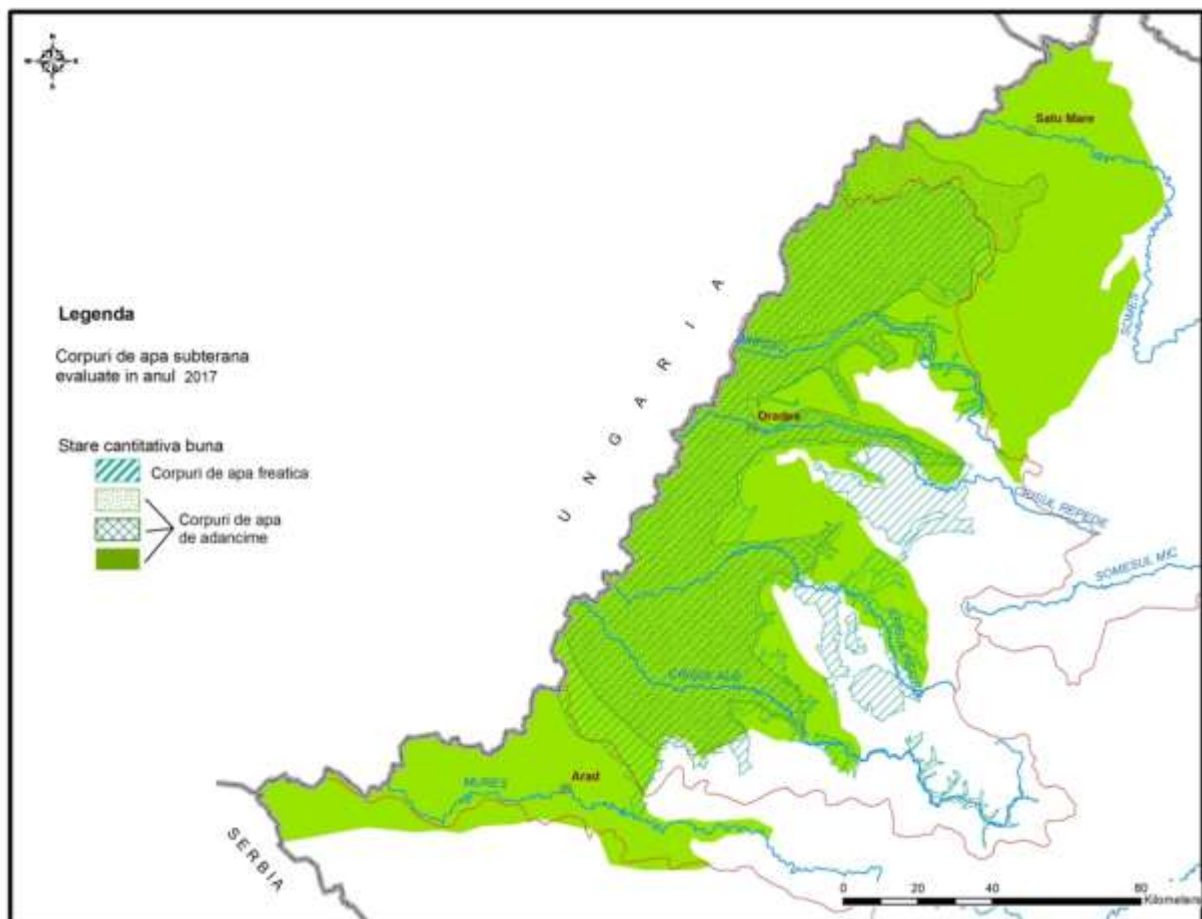 N
W E
S
Satu Mare
SOMES
UNGARIA
Legenda
Corpuri de apa subterana
evaluate in anul 2017
Oradea
Stare cantitativa buna
Corpuri de apa freatica
Corpuri de apa
de adancime
CRISUL REPEDE
SOMESUL MIC
CRISUL ALB
MURES
Arad
SERBIA
0 20 40 80
Kilometers